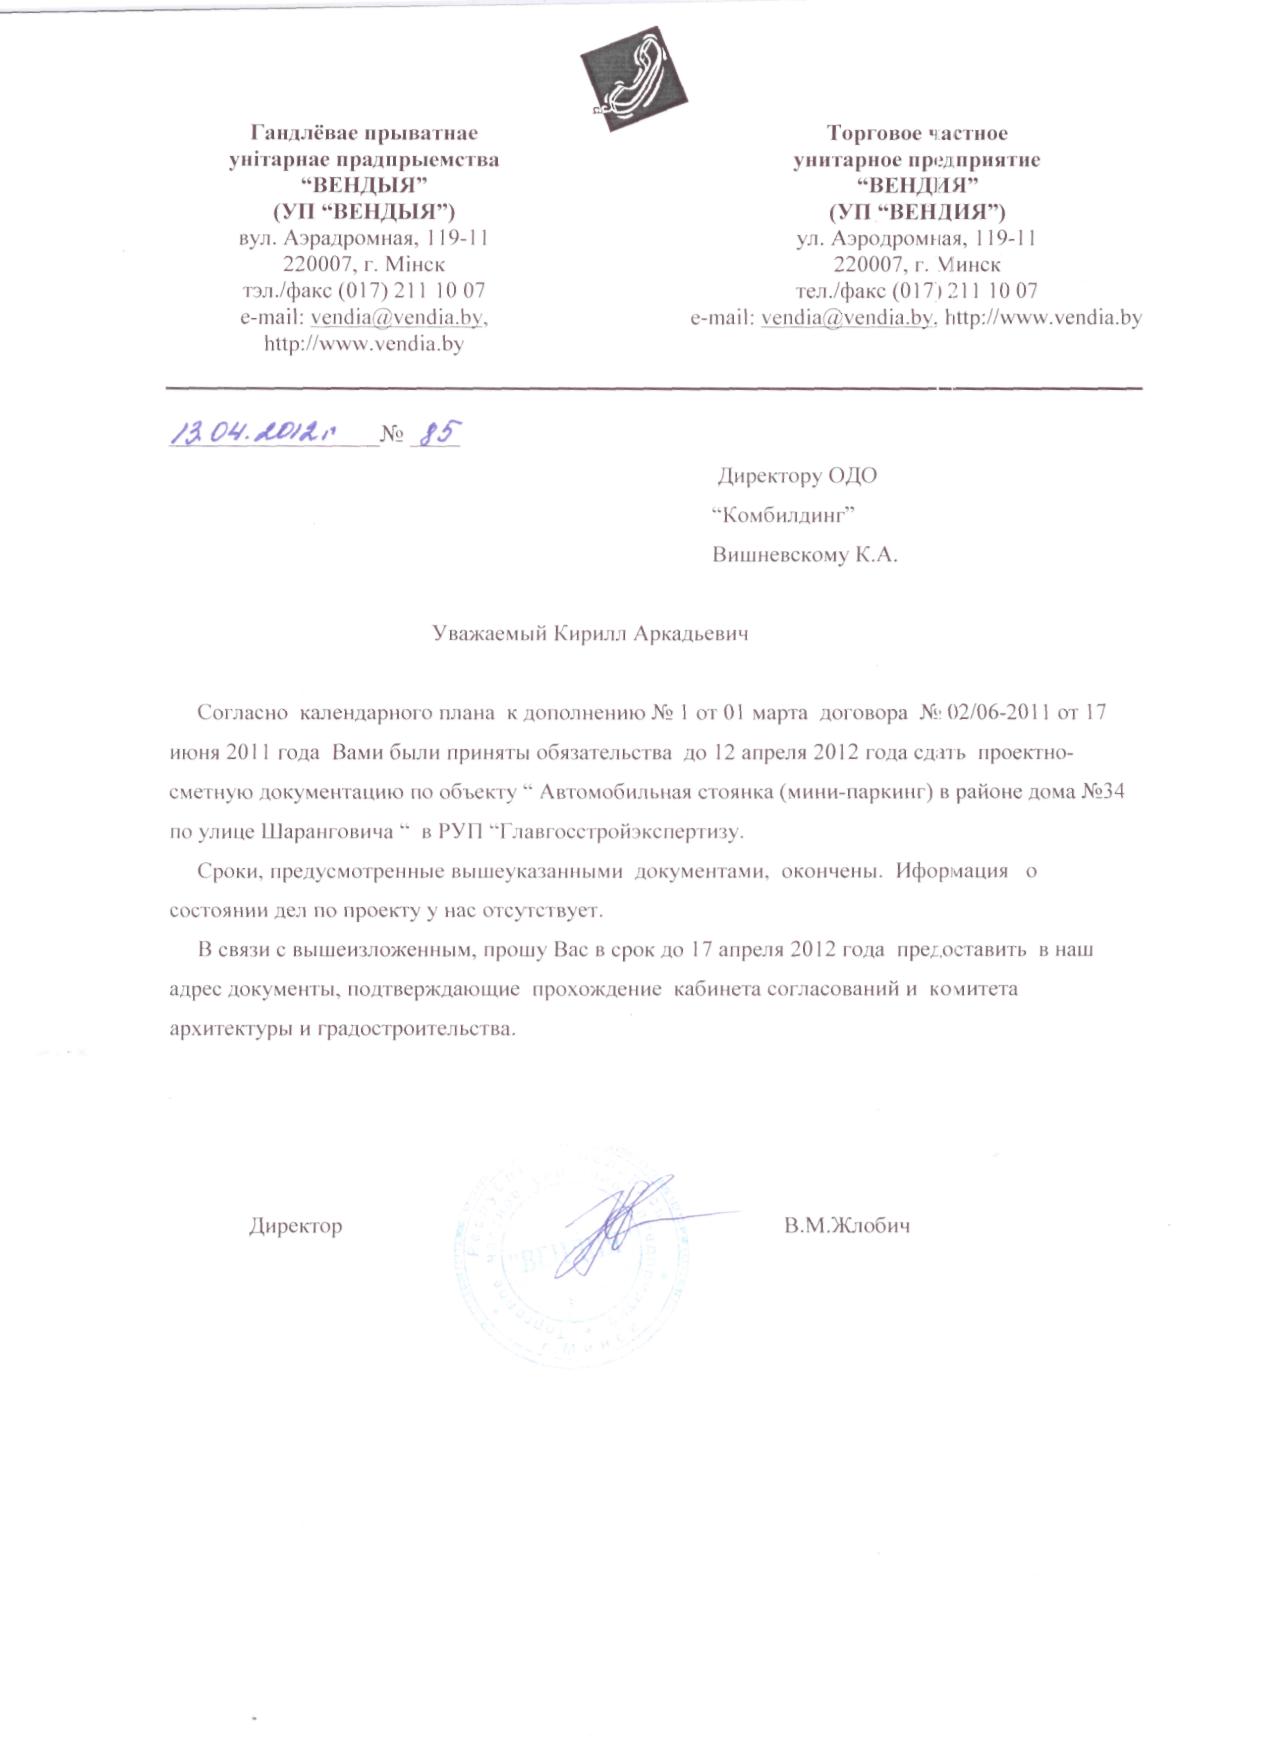 Гандлёвае прыватнае
унітарнае прадпрыемства
“ВЕНДЫЯ”
(УП “ВЕНДЫЯ”)
вул. Аэрадромная, 119-11
220007, г. Мінск
тэл./факс (017) 211 10 07
e-mail: vendia@vendia.by,
http://www.vendia.by
Торговое частное
унитарное предприятие
“ВЕНДИЯ”
(УП “ВЕНДИЯ”)
ул. Аэродромная, 119-11
220007, г. Минск
тел./факс (017) 211 10 07
e-mail: vendia@vendia.by, http://www.vendia.by
13.04.2012г. № 85
Директору ОДО
“Комбилдинг”
Вишневскому К.А.
Уважаемый Кирилл Аркадьевич
Согласно календарного плана к дополнению № 1 от 01 марта договора № 02/06-2011 от 17
июня 2011 года Вами были приняты обязательства до 12 апреля 2012 года сдать проектно-
сметную документацию по объекту “ Автомобильная стоянка (мини-паркинг) в районе дома №34
по улице Шаранговича “ в РУП “Главгосстройэкспертизу.
Сроки, предусмотренные вышеуказанными документами, окончены. Иформация о
состоянии дел по проекту у нас отсутствует.
В связи с вышеизложенным, прошу Вас в срок до 17 апреля 2012 года предоставить в наш
адрес документы, подтверждающие прохождение кабинета согласований и комитета
архитектуры и градостроительства.
Директор В.М.Жлобич